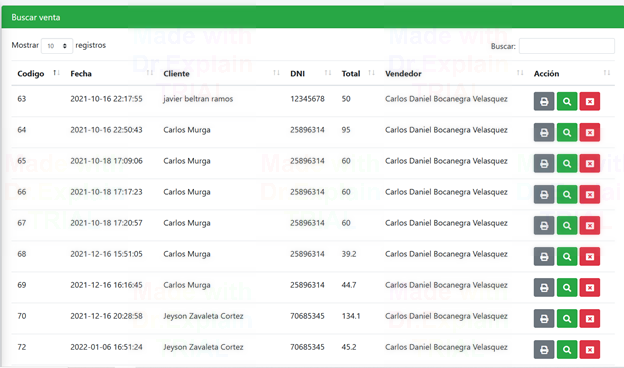 Buscar venta
Mostrar 10 registros Buscar:
Codigo Fecha Cliente DNI Total Vendedor Acción
63 2021-10-16 22:17:55 javier beltran ramos 12345678 50 Carlos Daniel Bocanegra Velasquez
64 2021-10-16 22:50:43 Carlos Murga 25896314 95 Carlos Daniel Bocanegra Velasquez
65 2021-10-18 17:09:06 Carlos Murga 25896314 60 Carlos Daniel Bocanegra Velasquez
66 2021-10-18 17:17:23 Carlos Murga 25896314 60 Carlos Daniel Bocanegra Velasquez
67 2021-10-18 17:20:57 Carlos Murga 25896314 60 Carlos Daniel Bocanegra Velasquez
68 2021-12-16 15:51:05 Carlos Murga 25896314 39.2 Carlos Daniel Bocanegra Velasquez
69 2021-12-16 16:16:45 Carlos Murga 25896314 44.7 Carlos Daniel Bocanegra Velasquez
70 2021-12-16 20:28:58 Jeyson Zavaleta Cortez 70685345 134.1 Carlos Daniel Bocanegra Velasquez
72 2022-01-06 16:51:24 Jeyson Zavaleta Cortez 70685345 45.2 Carlos Daniel Bocanegra Velasquez
Made with
Dr.Explain
TRIAL